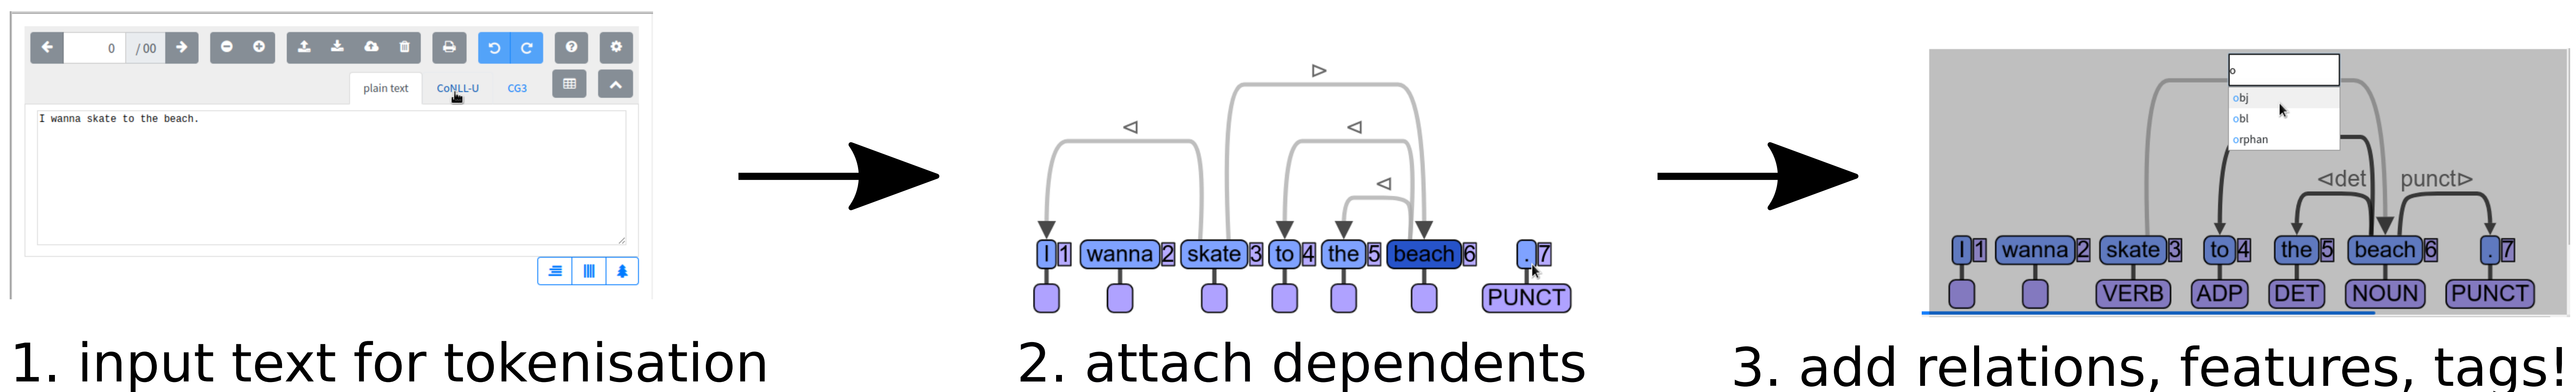 0 / 00
plain text CoNLL-U CG3
I wanna skate to the beach.
1. input text for tokenisation
⊳
⊲ ⊲
⊲
I 1 wanna 2 skate 3 to 4 the 5 beach 6 . 7
PUNCT
2. attach dependents
o
obj
obl
orphan
⊲det punct⊳
I 1 wanna 2 skate 3 to 4 the 5 beach 6 . 7
VERB ADP DET NOUN PUNCT
3. add relations, features, tags!